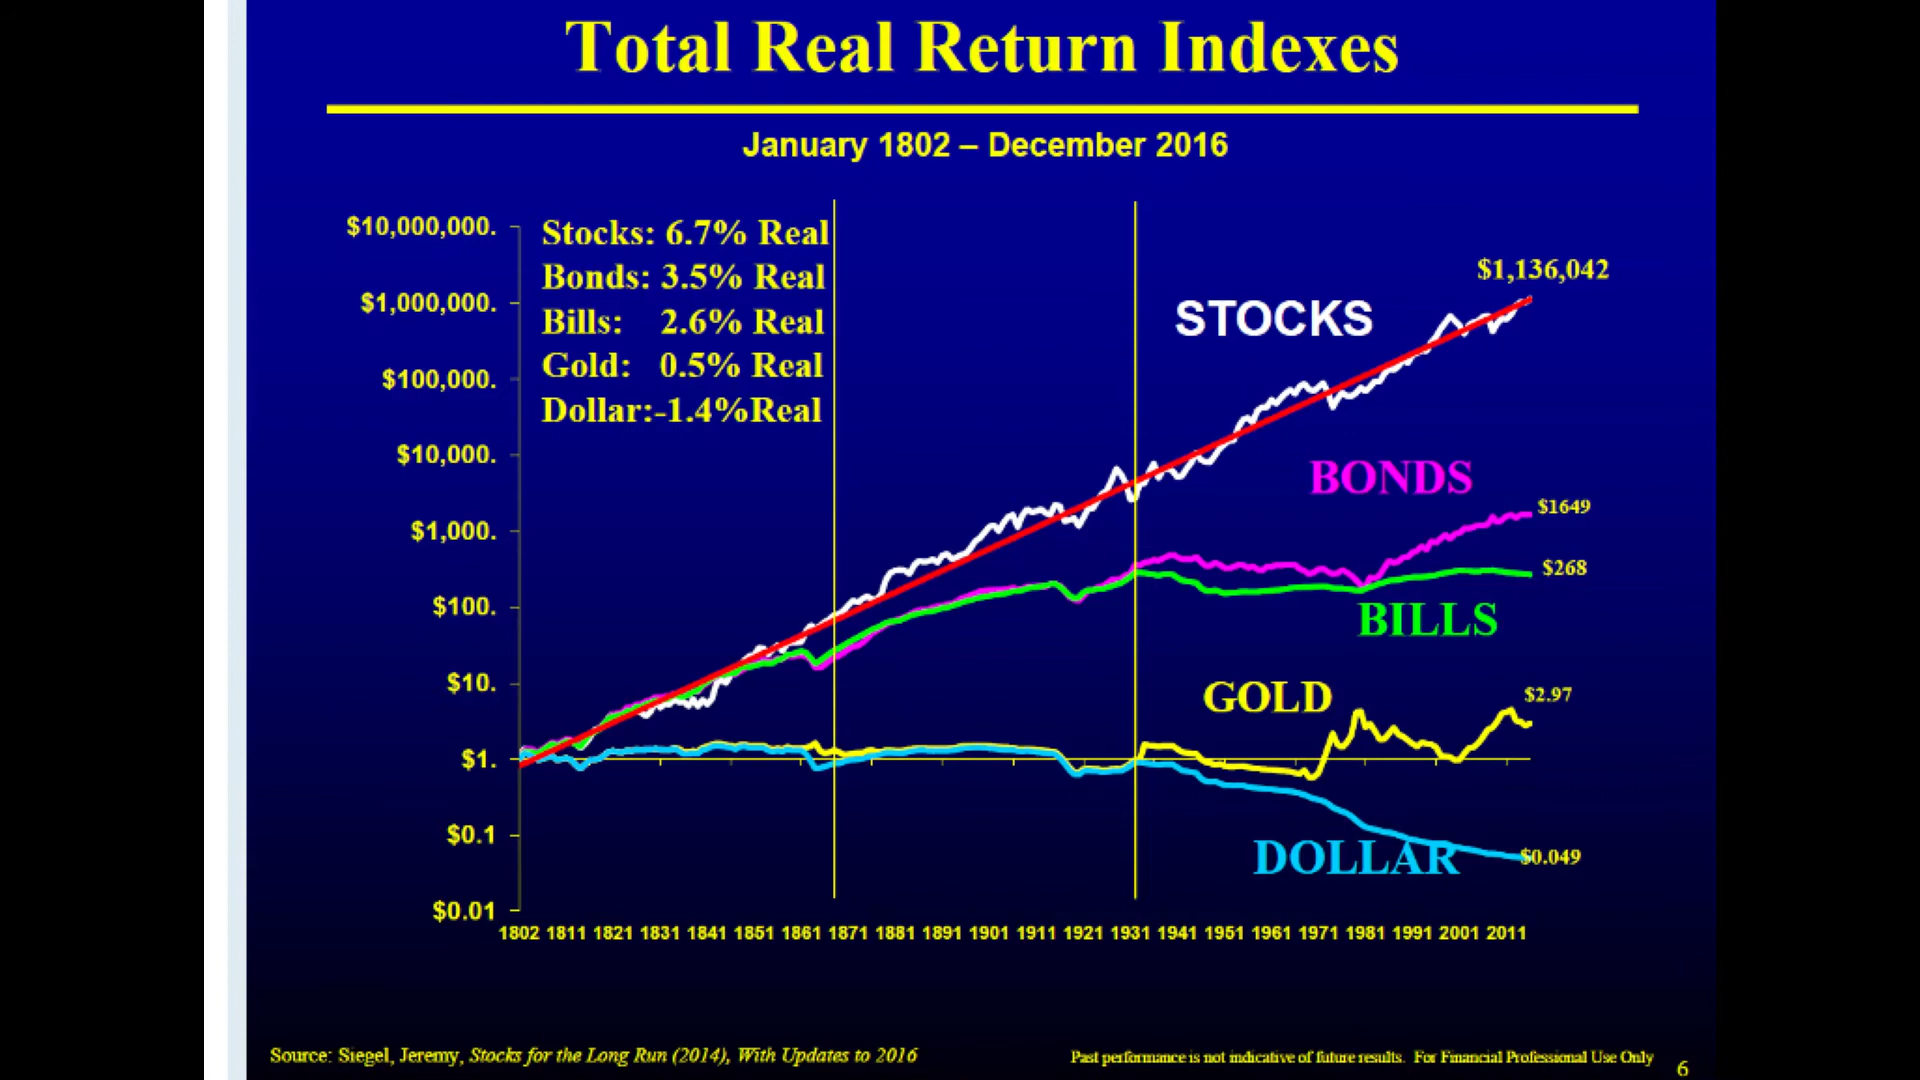 Total Real Return Indexes
January 1802 – December 2016
$10,000,000.
$1,000,000.
$100,000.
$10,000.
$1,000.
$100.
$10.
$1.
$0.1
$0.01
Stocks: 6.7% Real
Bonds: 3.5% Real
Bills: 2.6% Real
Gold: 0.5% Real
Dollar:-1.4%Real
$1,136,042
STOCKS
BONDS
$1649
$268
BILLS
GOLD
$2.97
DOLLAR
$0.049
1802 1811 1821 1831 1841 1851 1861 1871 1881 1891 1901 1911 1921 1931 1941 1951 1961 1971 1981 1991 2001 2011
Source: Siegel, Jeremy, Stocks for the Long Run (2014), With Updates to 2016
Past performance is not indicative of future results. For Financial Professional Use Only
6